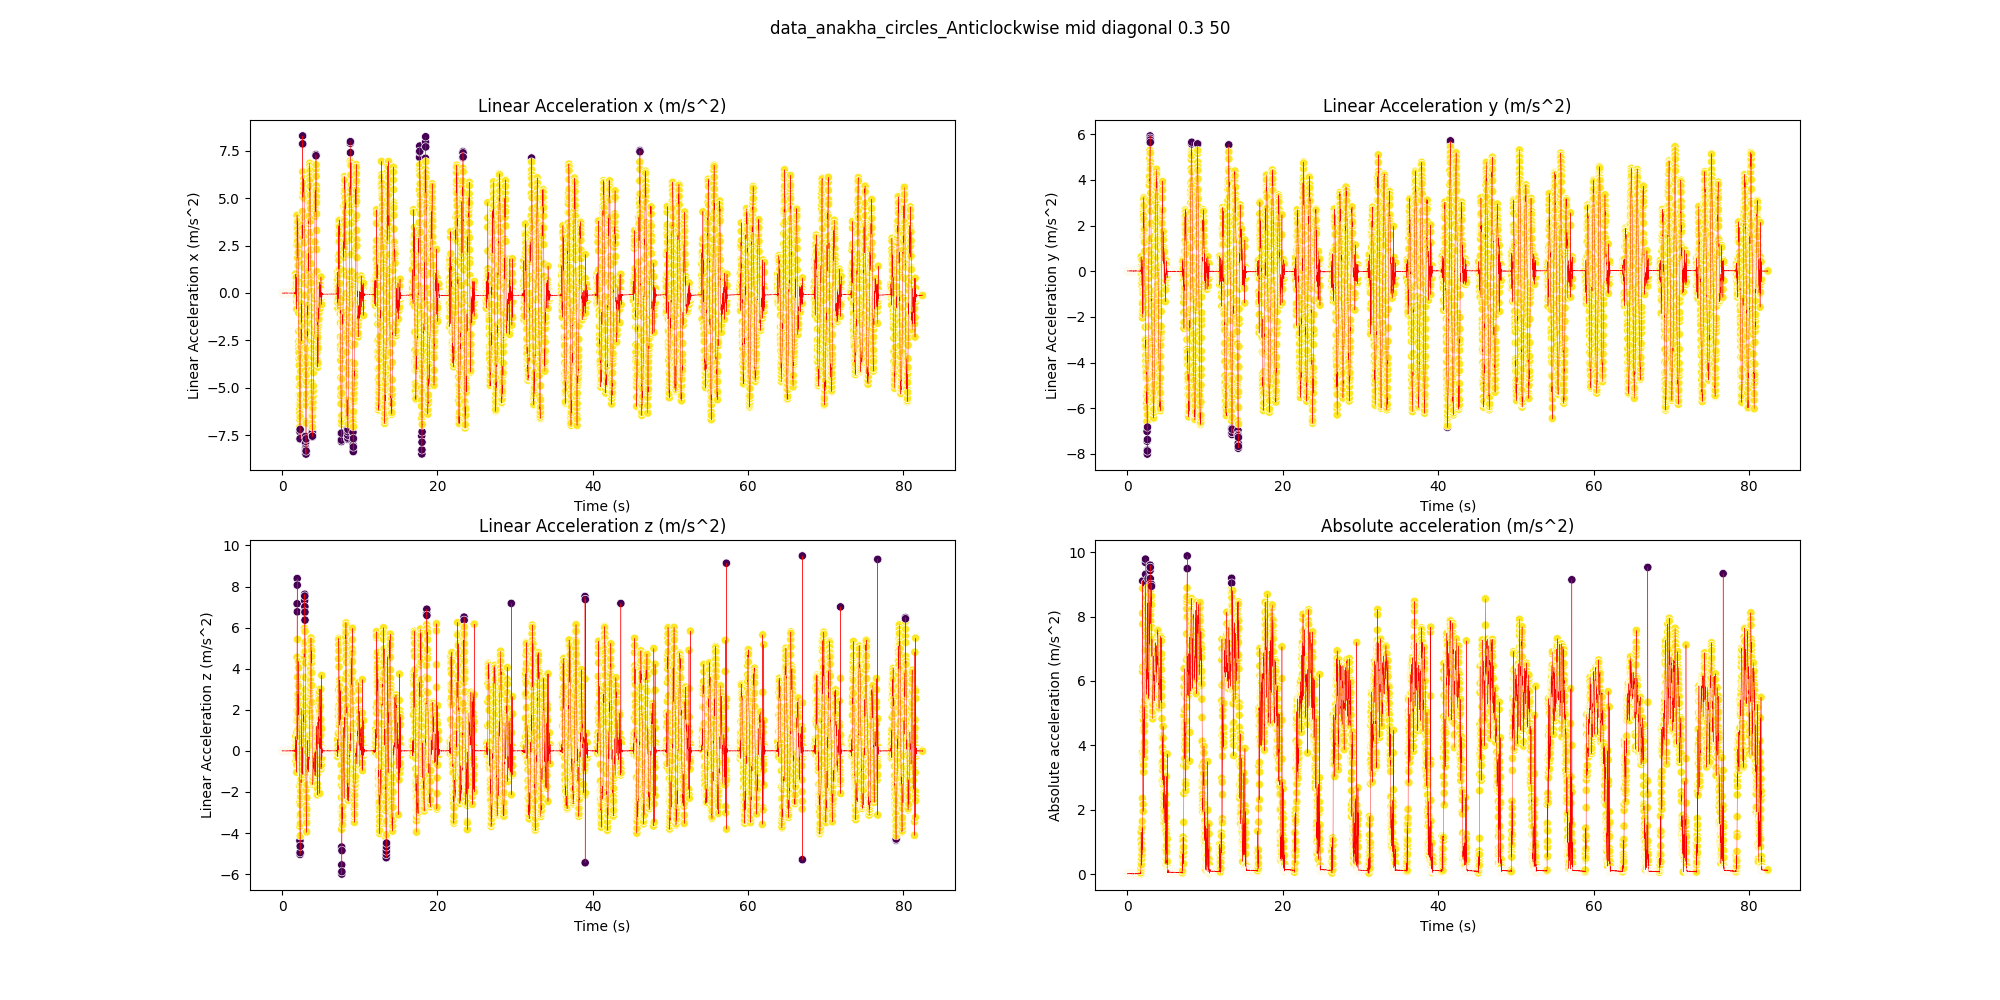 data_anakha_circles_Anticlockwise mid diagonal 0.3 50
Linear Acceleration x (m/s^2)
Linear Acceleration x (m/s^2)
7.5
5.0
2.5
0.0
−2.5
−5.0
−7.5
0 20 40 60 80
Time (s)
Linear Acceleration y (m/s^2)
Linear Acceleration y (m/s^2)
6
4
2
0
−2
−4
−6
−8
0 20 40 60 80
Time (s)
Linear Acceleration z (m/s^2)
Linear Acceleration z (m/s^2)
10
8
6
4
2
0
−2
−4
−6
0 20 40 60 80
Time (s)
Absolute acceleration (m/s^2)
Absolute acceleration (m/s^2)
10
8
6
4
2
0
0 20 40 60 80
Time (s)